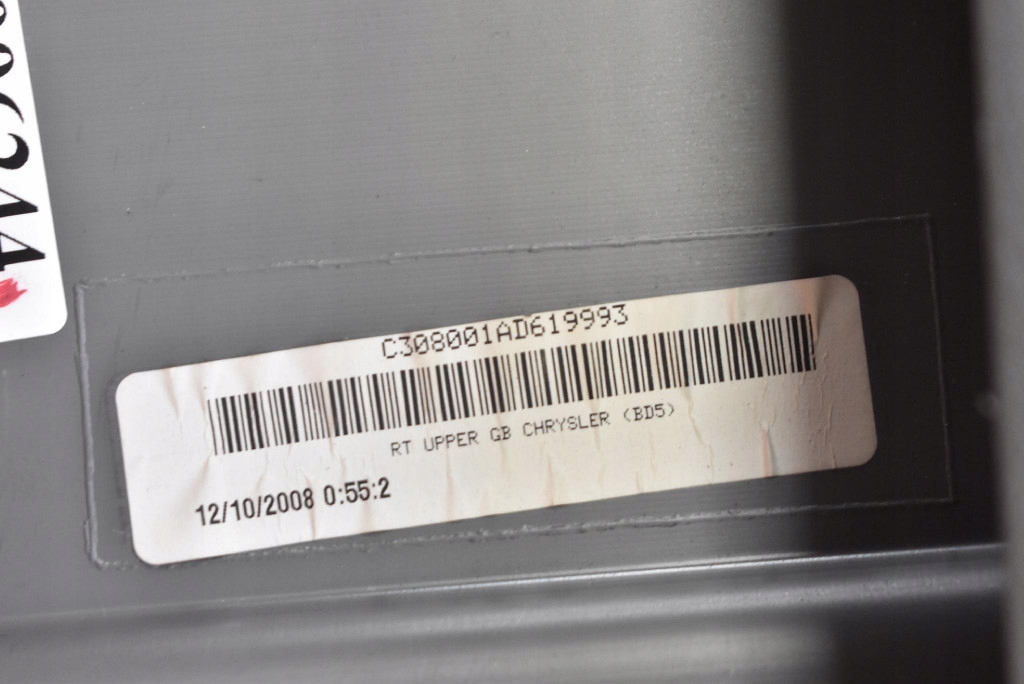 C308001AD619993
RT UPPER GB CHRYSLER (BD5)
12/10/2008 0:55:2